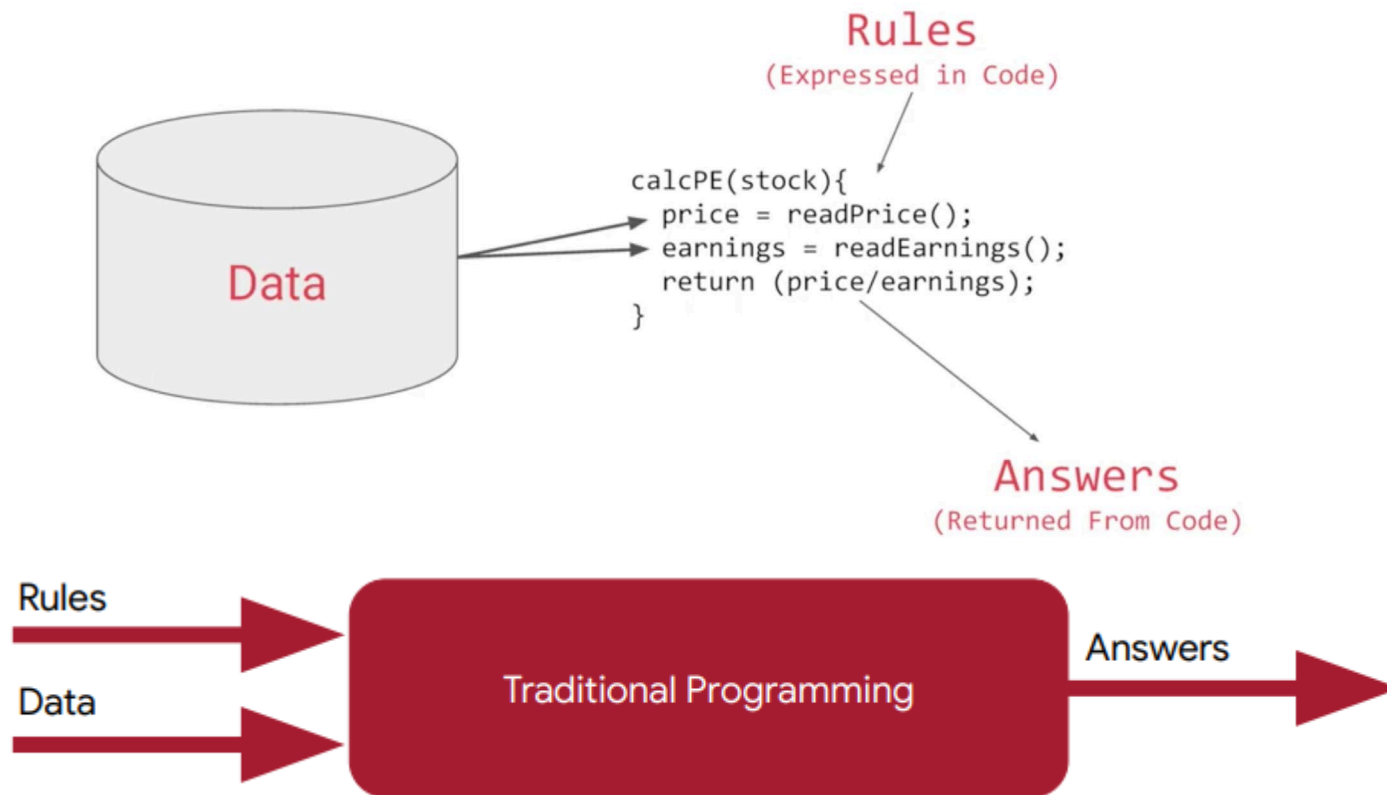 Rules
(Expressed in Code)
Data
calcPE(stock){
price = readPrice();
earnings = readEarnings();
return (price/earnings);
}
Answers
(Returned From Code)
Rules
Data
Traditional Programming
Answers